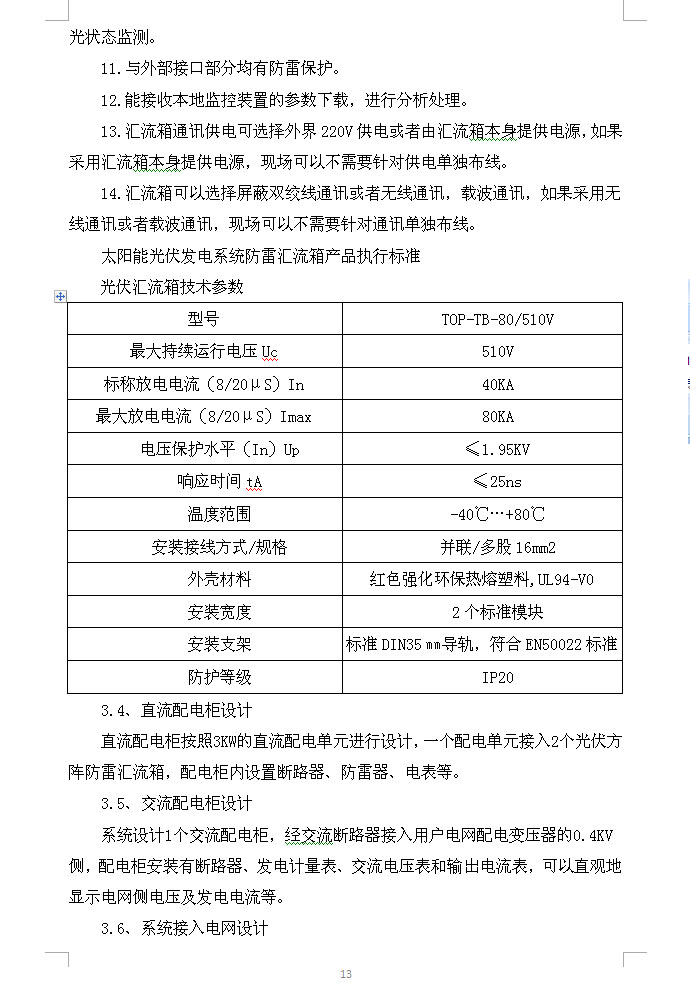 光状态监测。
11.与外部接口部分均有防雷保护。
12.能接收本地监控装置的参数下载，进行分析处理。
13.汇流箱通讯供电可选择外界220V供电或者由汇流箱本身提供电源,如果
采用汇流箱本身提供电源，现场可以不需要针对供电单独布线。
14.汇流箱可以选择屏蔽双绞线通讯或者无线通讯，载波通讯，如果采用无
线通讯或者载波通讯，现场可以不需要针对通讯单独布线。
太阳能光伏发电系统防雷汇流箱产品执行标准
光伏汇流箱技术参数
型号 TOP-TB-80/510V
最大持续运行电压 Uc 510V
标称放电电流（8/20μS）In 40KA
最大放电电流（8/20μS）Imax 80KA
电压保护水平（In）Up ≤1.95KV
响应时间 tA ≤25ns
温度范围 -40℃…+80℃
安装接线方式/规格 并联/多股16mm2
外壳材料 红色强化环保热熔塑料,UL94-V0
安装宽度 2个标准模块
安装支架 标准DIN35㎜导轨，符合EN50022标准
防护等级 IP20
3.4、直流配电柜设计
直流配电柜按照3KW的直流配电单元进行设计,一个配电单元接入2个光伏方
阵防雷汇流箱，配电柜内设置断路器、防雷器、电表等。
3.5、交流配电柜设计
系统设计1个交流配电柜，经交流断路器接入用户电网配电变压器的0.4KV
侧，配电柜安装有断路器、发电计量表、交流电压表和输出电流表，可以直观地
显示电网侧电压及发电电流等。
3.6、系统接入电网设计
13